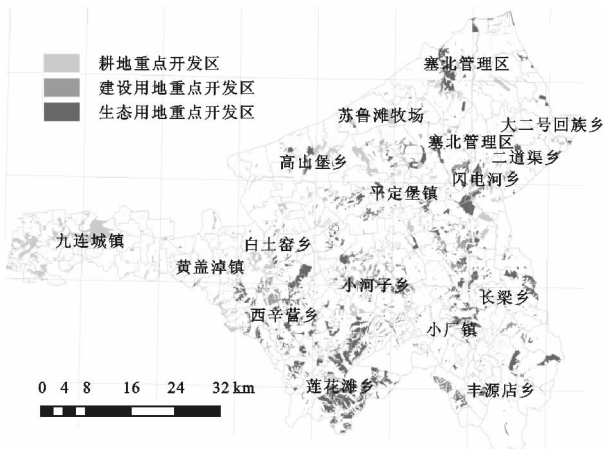 耕地重点开发区
建设用地重点开发区
生态用地重点开发区
塞北管理区
苏鲁滩牧场
大二号回族乡
塞北管理区
二道渠乡
高山堡乡
闪电河乡
平定堡镇
九连城镇
白土窑乡
黄盖淖镇
小河子乡
长梁乡
西辛营乡
小厂镇
莲花滩乡
丰源店乡
0 4 8 16 24 32 km